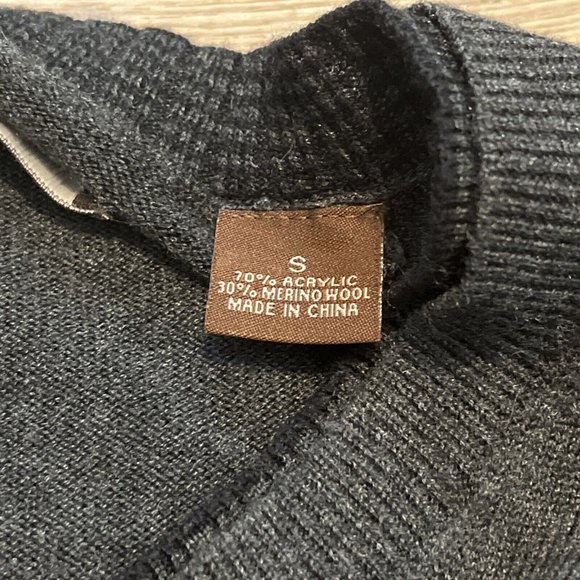 S
70% ACRYLIC
30% MERINO WOOL
MADE IN CHINA